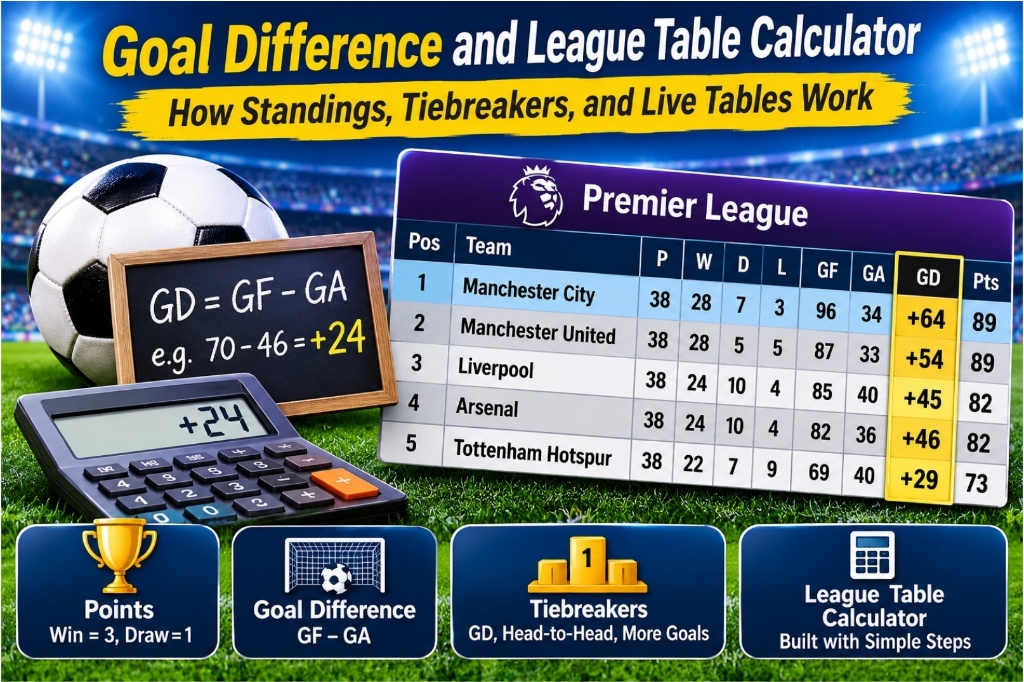 Goal Difference and League Table Calculator
How Standings, Tiebreakers, and Live Tables Work
GD = GF – GA
e.g. 70 – 46 = +24
+24
Premier League
Pos Team P W D L GF GA GD Pts
1 Manchester City 38 28 7 3 96 34 +64 89
2 Manchester United 38 28 5 5 87 33 +54 89
3 Liverpool 38 24 10 4 85 40 +45 82
4 Arsenal 38 24 10 4 82 36 +46 82
5 Tottenham Hotspur 38 22 7 9 69 40 +29 73
Points
Win = 3, Draw = 1
Goal Difference
GF – GA
1
Tiebreakers
GD, Head-to-Head, More Goals
League Table
Calculator
Built with Simple Steps